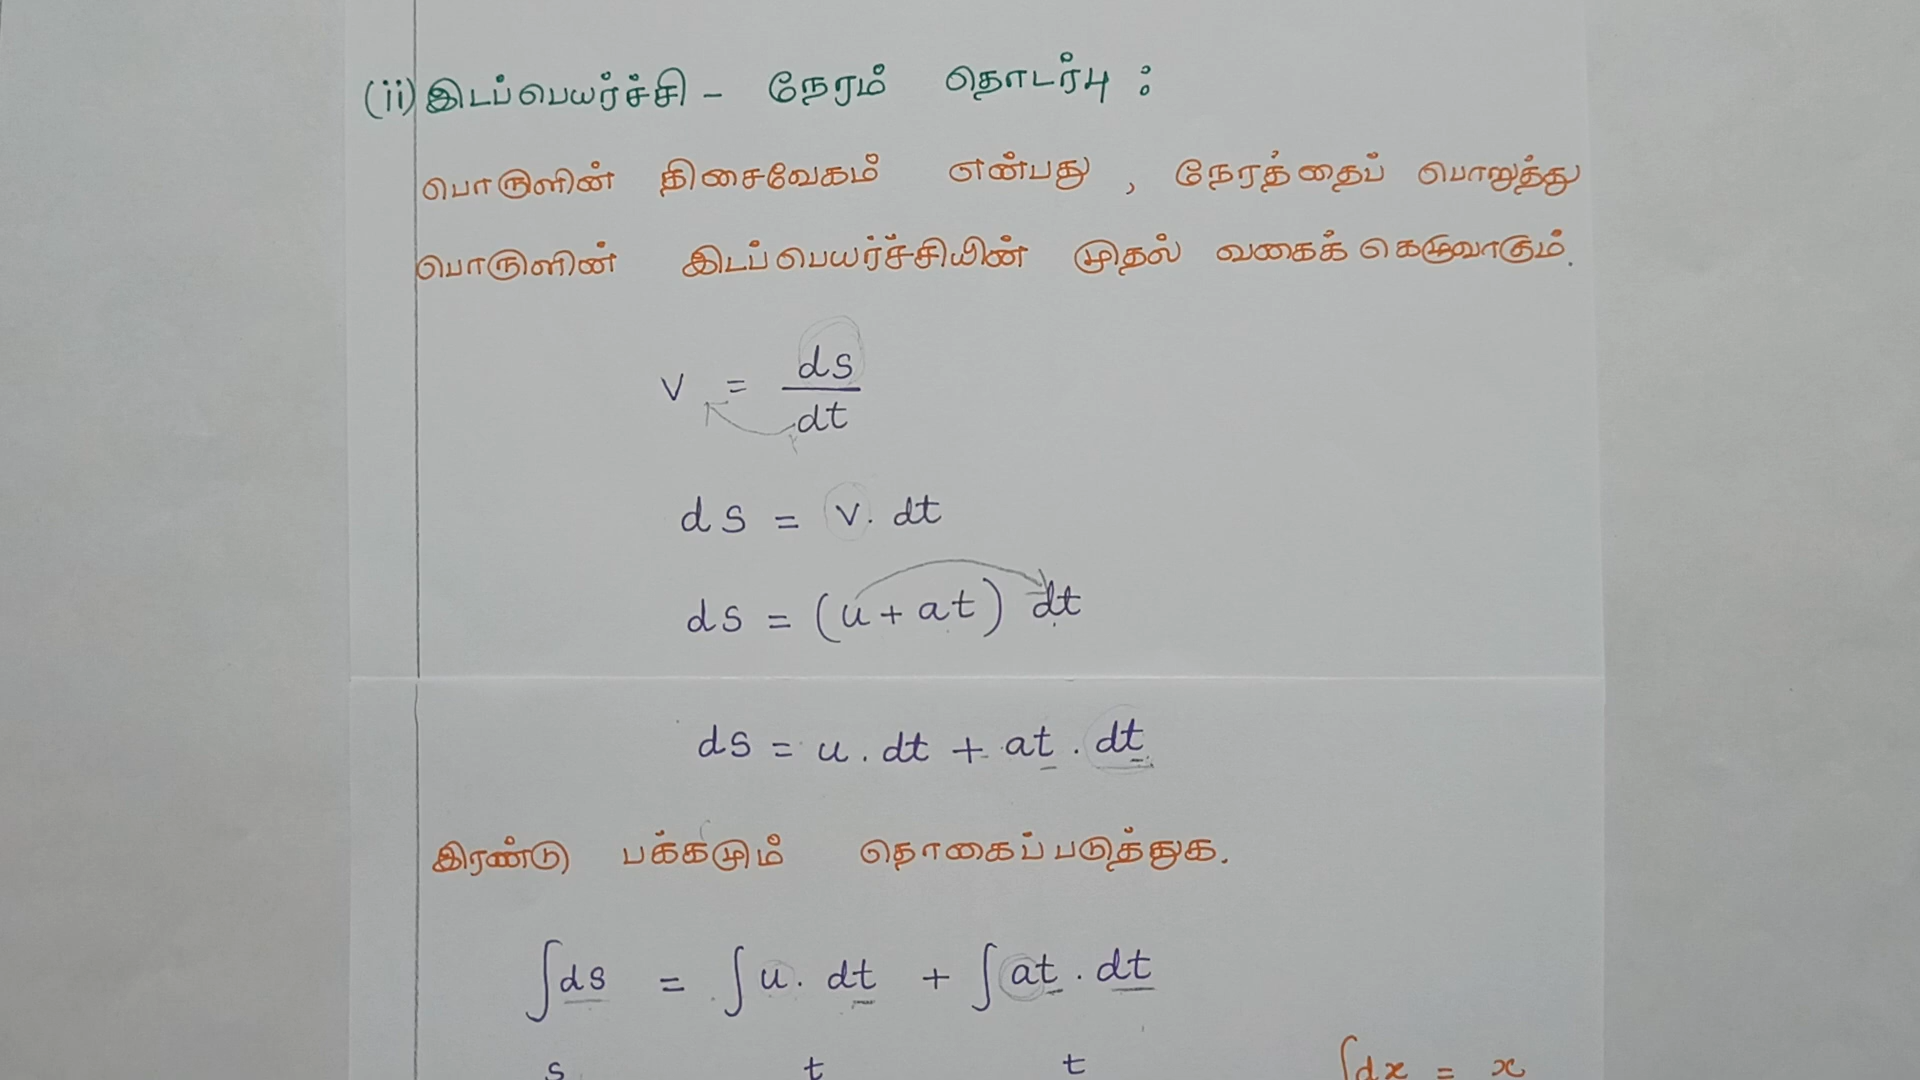 (ii) இடப்பெயர்ச்சி - நேரம் தொடர்பு :
பொருளின் திசைவேகம் என்பது , நேரத்தைப் பொறுத்து
பொருளின் இடப்பெயர்ச்சியின் முதல் வகைக் கெழுவாகும்.
v = ds/dt
ds = v. dt
ds = (u + at) dt
ds = u . dt + at . dt
இரண்டு பக்கமும் தொகைப்படுத்துக.
∫ds = ∫u. dt + ∫at . dt
s t t ∫dx = x